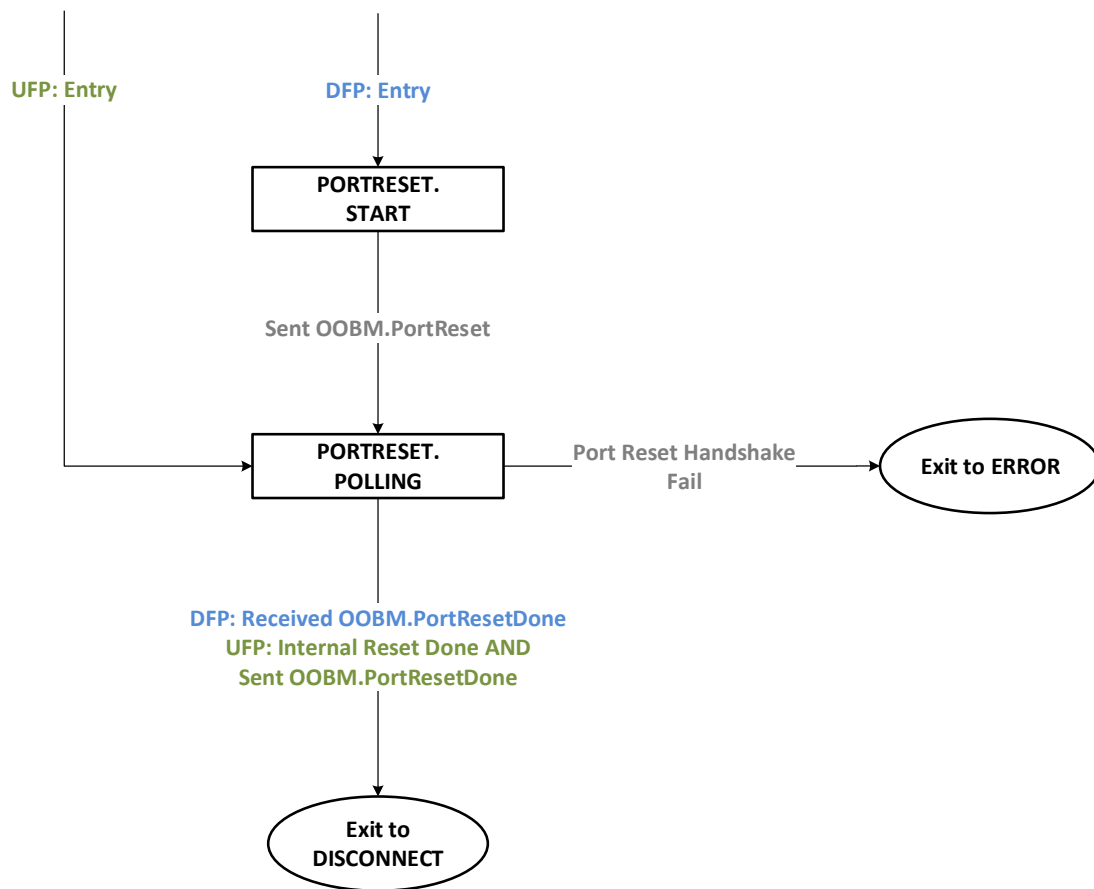 UFP: Entry
DFP: Entry
PORTRESET.
START
Sent OOBM.PortReset
PORTRESET.
POLLING
Port Reset Handshake
Fail
Exit to ERROR
DFP: Received OOBM.PortResetDone
UFP: Internal Reset Done AND
Sent OOBM.PortResetDone
Exit to
DISCONNECT